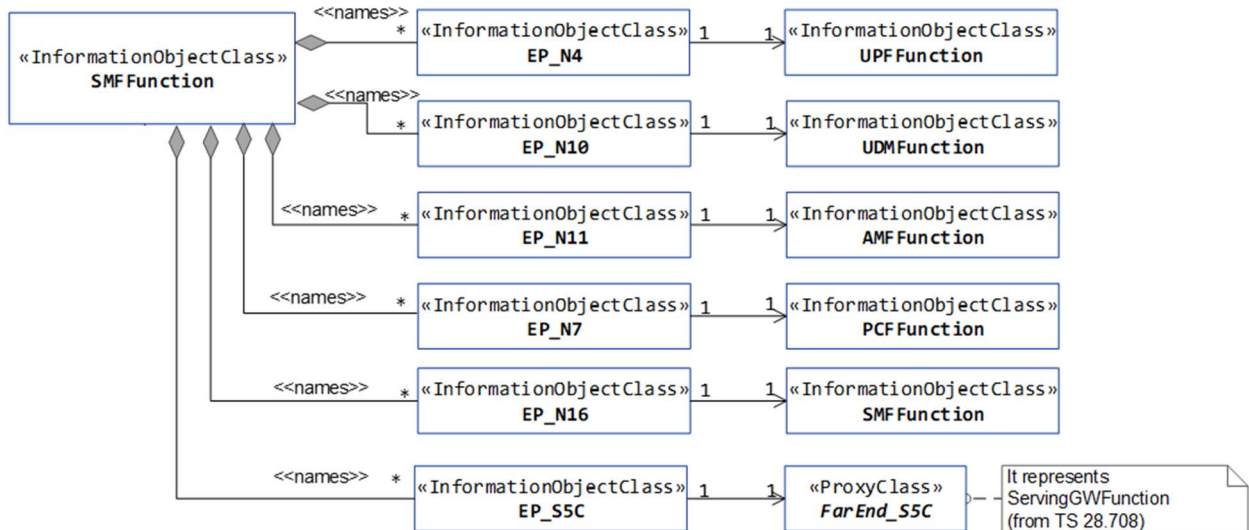 «InformationObjectClass»
SMFFunction
<<names>>
*
«InformationObjectClass»
EP_N4
1
1
«InformationObjectClass»
UPFFunction
<<names>>
*
«InformationObjectClass»
EP_N10
1
1
«InformationObjectClass»
UDMFunction
<<names>>
*
«InformationObjectClass»
EP_N11
1
1
«InformationObjectClass»
AMFFunction
<<names>>
*
«InformationObjectClass»
EP_N7
1
1
«InformationObjectClass»
PCFFunction
<<names>>
*
«InformationObjectClass»
EP_N16
1
1
«InformationObjectClass»
SMFFunction
<<names>>
*
«InformationObjectClass»
EP_S5C
1
1
«ProxyClass»
FarEnd_S5C
It represents
ServingGWFunction
(from TS 28.708)